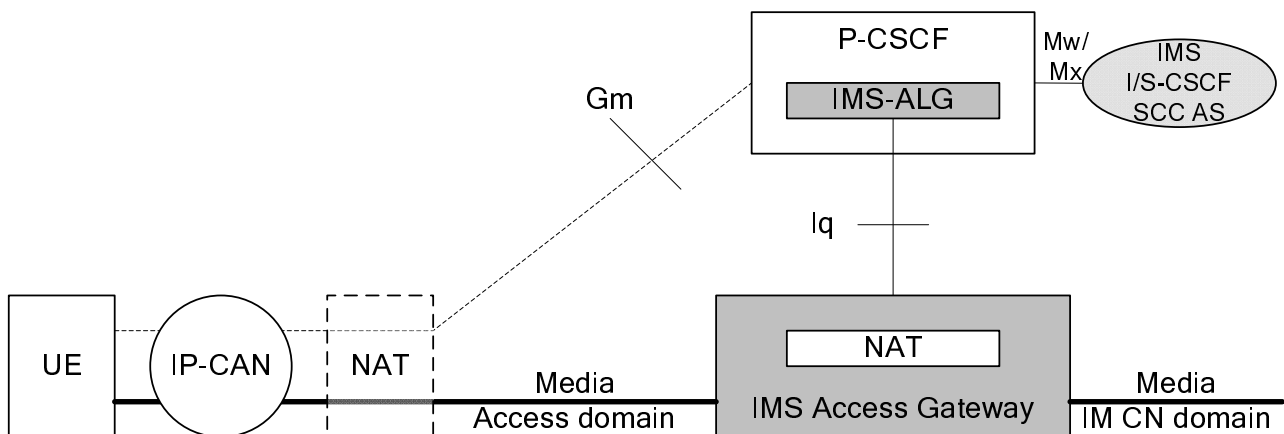 P-CSCF
IMS-ALG
Mw/
Mx
IMS
I/S-CSCF
SCC AS
Gm
Iq
UE
IP-CAN
NAT
Media
Access domain
NAT
IMS Access Gateway
Media
IM CN domain